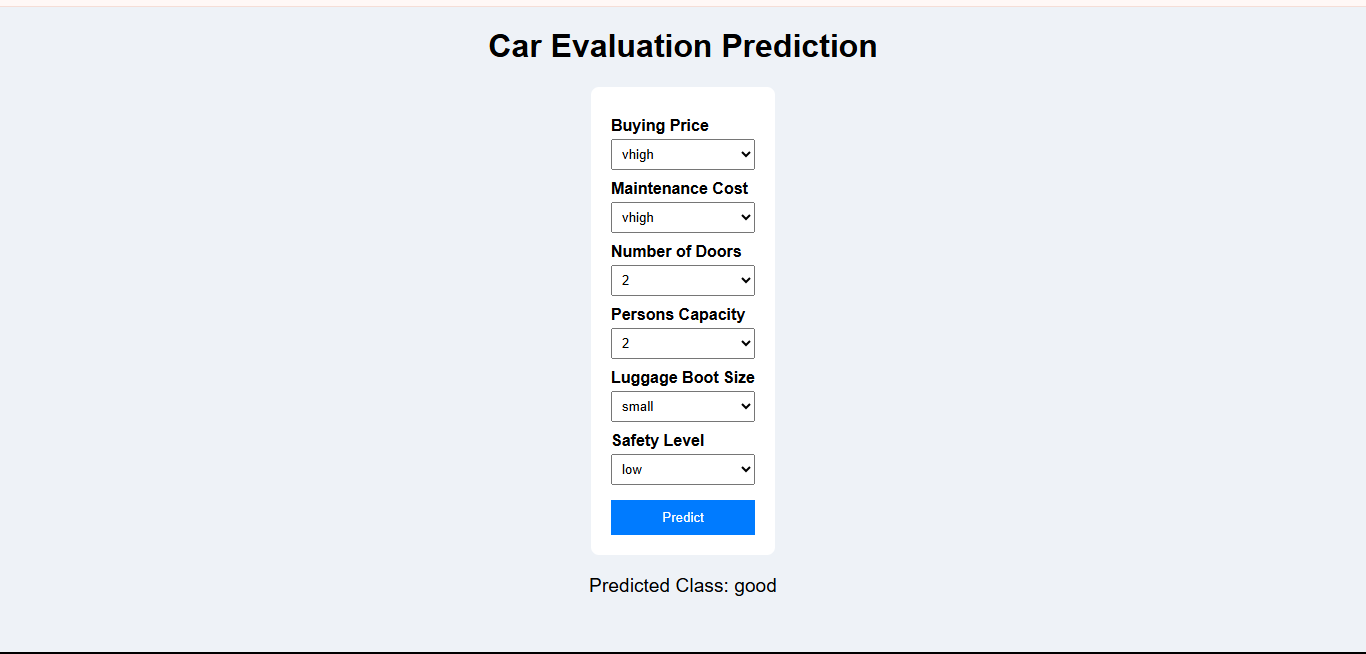 Car Evaluation Prediction
Buying Price
vhigh
Maintenance Cost
vhigh
Number of Doors
2
Persons Capacity
2
Luggage Boot Size
small
Safety Level
low
Predict
Predicted Class: good